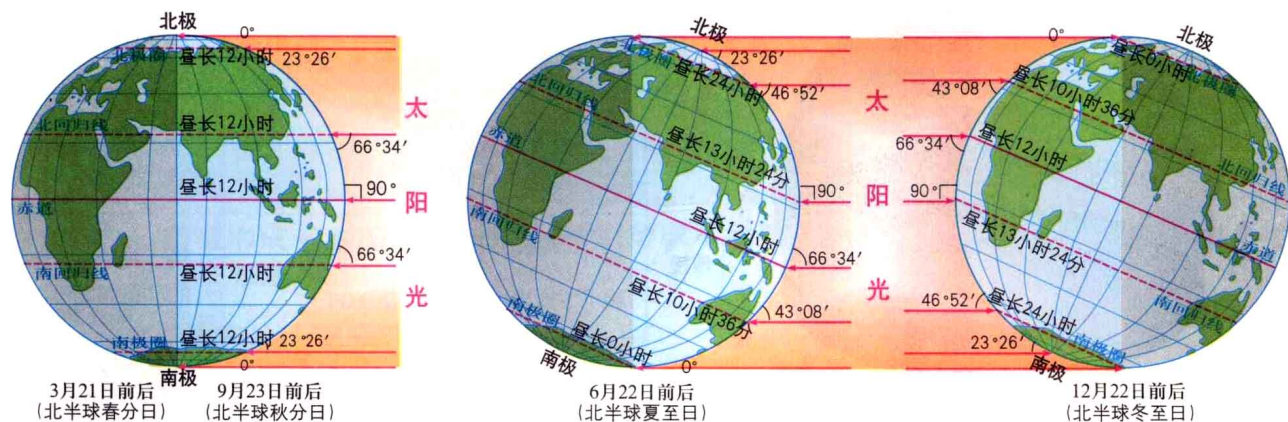 北极
0°
北极圈
昼长12小时
23°26′
北回归线
昼长12小时
66°34′
昼长12小时
90°
赤道
66°34′
南回归线
昼长12小时
南极圈
昼长12小时
23°26′
南极
3月21日前后
(北半球春分日)
9月23日前后
(北半球秋分日)
太
阳
光
北极
0°
北极圈
23°26′
昼长24小时
46°52′
北回归线
昼长13小时24分
90°
赤道
昼长12小时
66°34′
南回归线
昼长10小时36分
43°08′
南极圈
昼长0小时
南极
0°
6月22日前后
(北半球夏至日)
太
阳
光
0°
北极
昼长0小时
北极圈
43°08′
昼长10小时36分
北回归线
66°34′
昼长12小时
赤道
90°
昼长13小时24分
南回归线
46°52′
昼长24小时
南极圈
23°26′
南极
12月22日前后
(北半球冬至日)